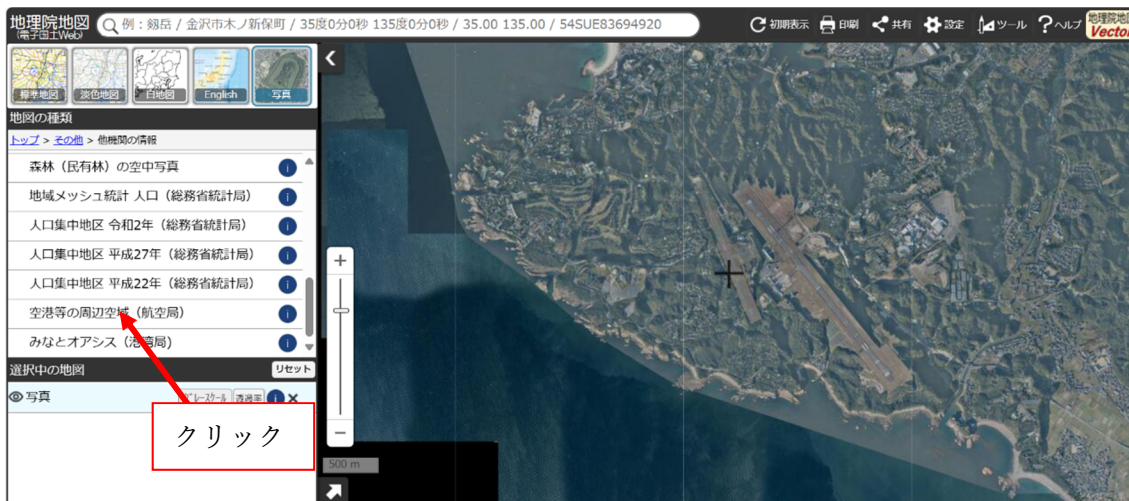 地理院地図
(電子国土Web)
例：剱岳 / 金沢市木ノ新保町 / 35度0分0秒 135度0分0秒 / 35.00 135.00 / 54SUE83694920
初期表示
印刷
共有
設定
ツール
ヘルプ
地理院地図
Vector
標準地図
淡色地図
白地図
English
写真
地図の種類
トップ > その他 > 他機関の情報
森林（民有林）の空中写真
地域メッシュ統計 人口（総務省統計局）
人口集中地区 令和2年（総務省統計局）
人口集中地区 平成27年（総務省統計局）
人口集中地区 平成22年（総務省統計局）
空港等の周辺空域（航空局）
みなとオアシス（港湾局)
選択中の地図
リセット
写真
グレースケール
透過率
クリック
500 m